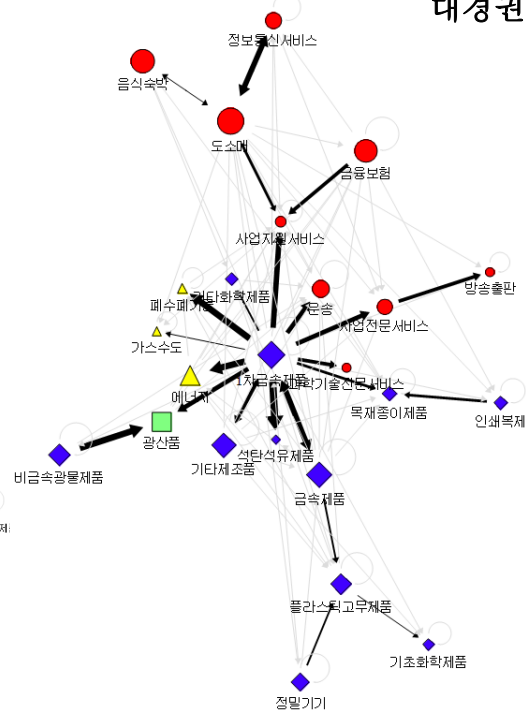 대경권
정보통신서비스
음식숙박
도소매
금융보험
사업지원서비스
방송출판
기타화학제품
폐수폐기물
운송
사업전문서비스
가스수도
1차금속제품
과학기술전문서비스
에너지
목재종이제품
인쇄복제
광산품
기타제조품
석탄석유제품
비금속광물제품
금속제품
플라스틱고무제품
기초화학제품
정밀기기